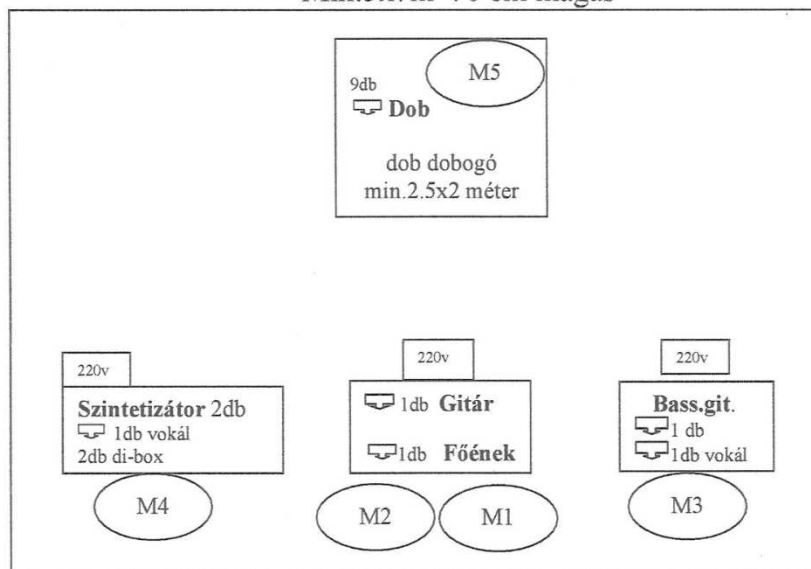 M5
9db
Dob
dob dobogó
min.2.5x2 méter
220v
220v
220v
Szintetizátor 2db
1db vokál
2db di-box
1db Gitár
1db Főének
Bass.git.
1 db
1db vokál
M4
M2
M1
M3